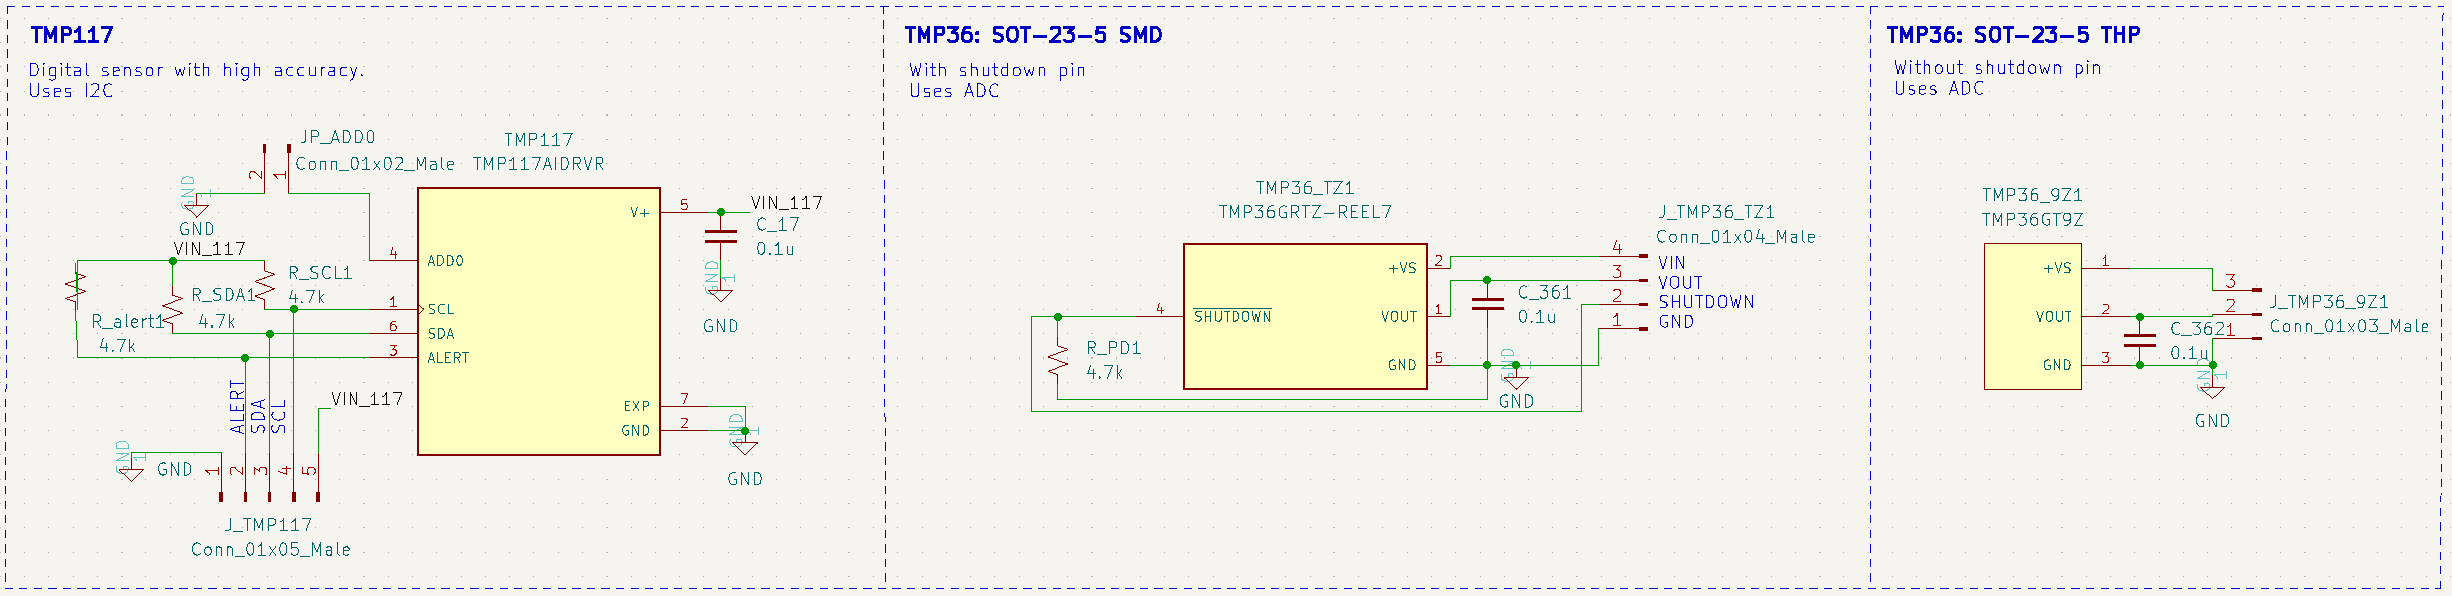 TMP117
Digital sensor with high accuracy.
Uses I2C
JP_ADD0
Conn_01x02_Male
2
1
GND
1
GND
TMP117
TMP117AIDRVR
V+
5
VIN_117
C_17
0.1u
GND
1
GND
VIN_117
4
ADD0
R_SCL1
4.7k
R_SDA1
4.7k
R_alert1
4.7k
1
SCL
6
SDA
3
ALERT
ALERT
SDA
SCL
VIN_117
EXP
7
GND
2
GND
1
GND
GND
1
GND
1
2
3
4
5
J_TMP117
Conn_01x05_Male
TMP36: SOT-23-5 SMD
With shutdown pin
Uses ADC
TMP36_TZ1
TMP36GRTZ-REEL7
J_TMP36_TZ1
Conn_01x04_Male
+VS
2
4
VIN
3
VOUT
2
SHUTDOWN
1
GND
C_361
0.1u
4
SHUTDOWN
VOUT
1
R_PD1
4.7k
GND
5
GND
1
GND
TMP36: SOT-23-5 THP
Without shutdown pin
Uses ADC
TMP36_9Z1
TMP36GT9Z
+VS
1
3
J_TMP36_9Z1
2
Conn_01x03_Male
1
VOUT
2
C_362
0.1u
GND
3
GND
1
GND